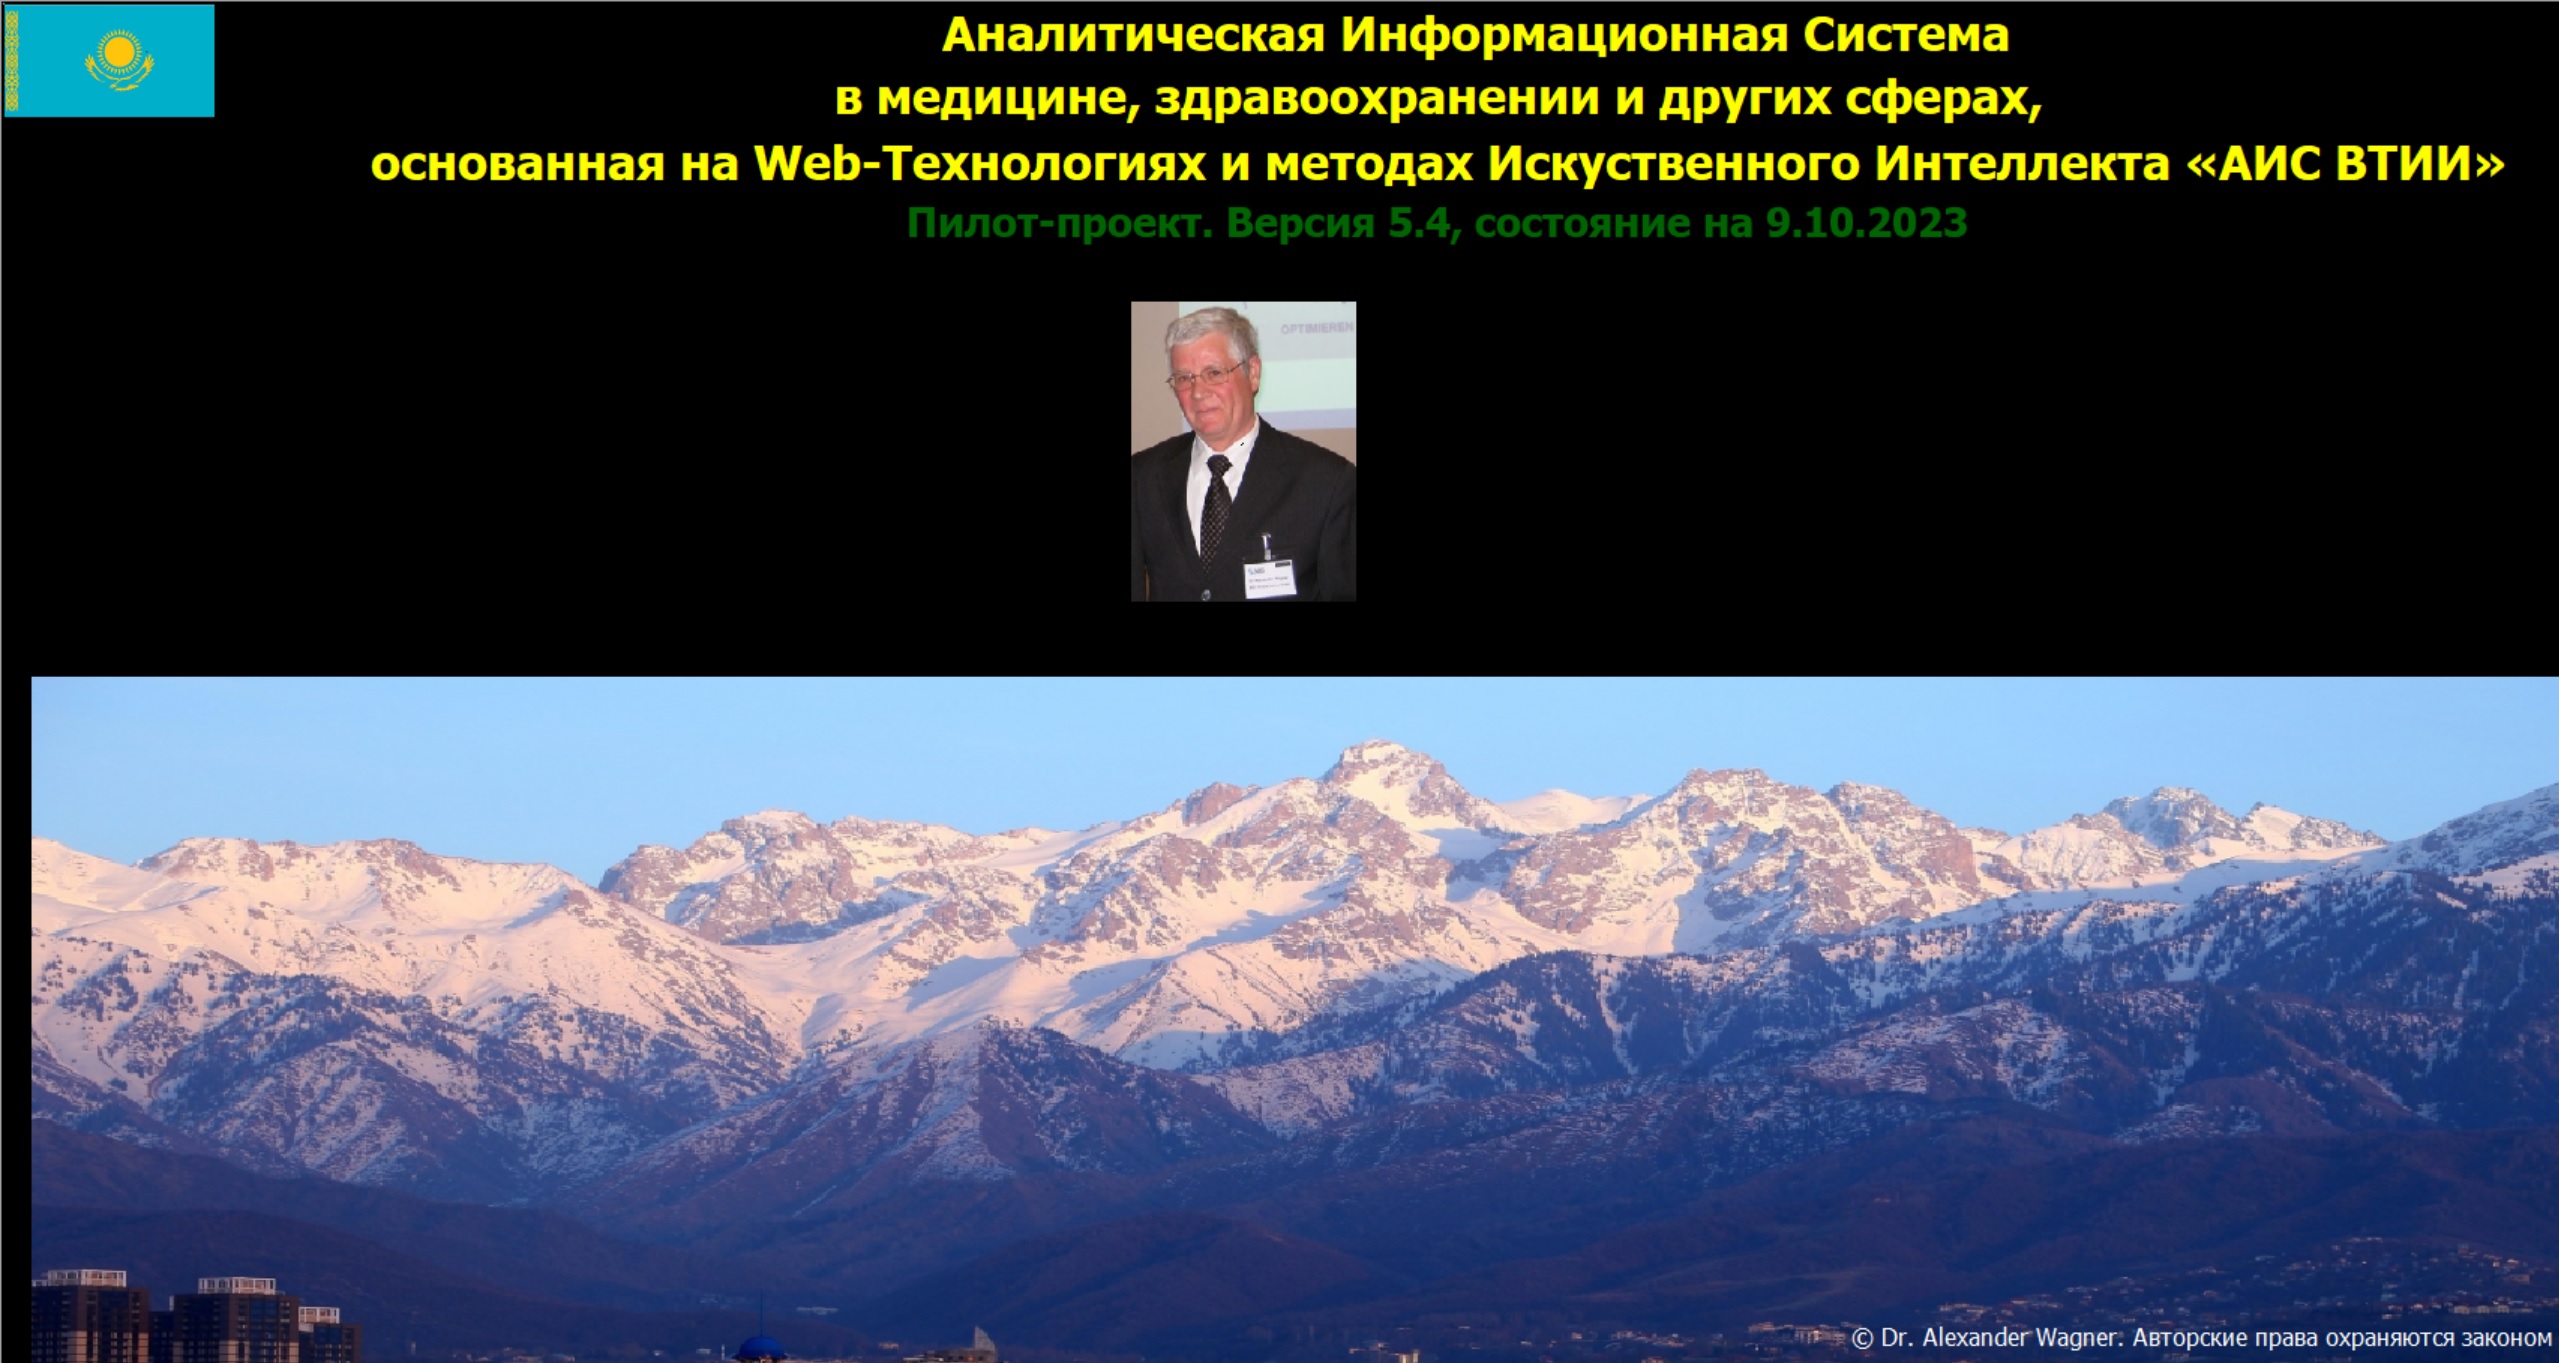 Аналитическая Информационная Система
в медицине, здравоохранении и других сферах,
основанная на Web-Технологиях и методах Искуственного Интеллекта «АИС ВТИИ»
Пилот-проект. Версия 5.4, состояние на 9.10.2023
OPTIMIEREN
© Dr. Alexander Wagner. Авторские права охраняются законом